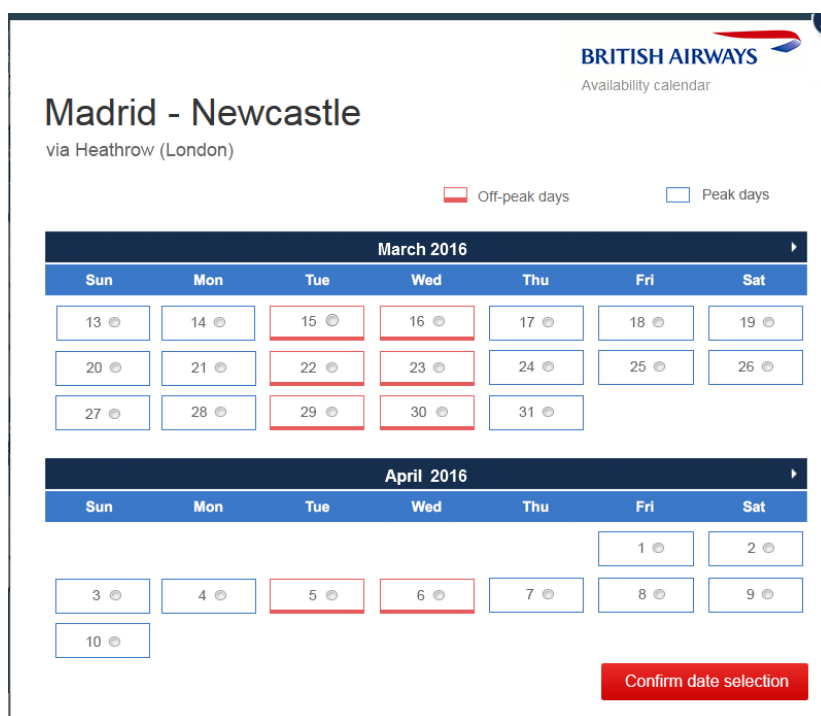 BRITISH AIRWAYS
Availability calendar
Madrid - Newcastle
via Heathrow (London)
Off-peak days Peak days
March 2016
Sun Mon Tue Wed Thu Fri Sat
13 14 15 16 17 18 19
20 21 22 23 24 25 26
27 28 29 30 31
April 2016
Sun Mon Tue Wed Thu Fri Sat
1 2
3 4 5 6 7 8 9
10
Confirm date selection